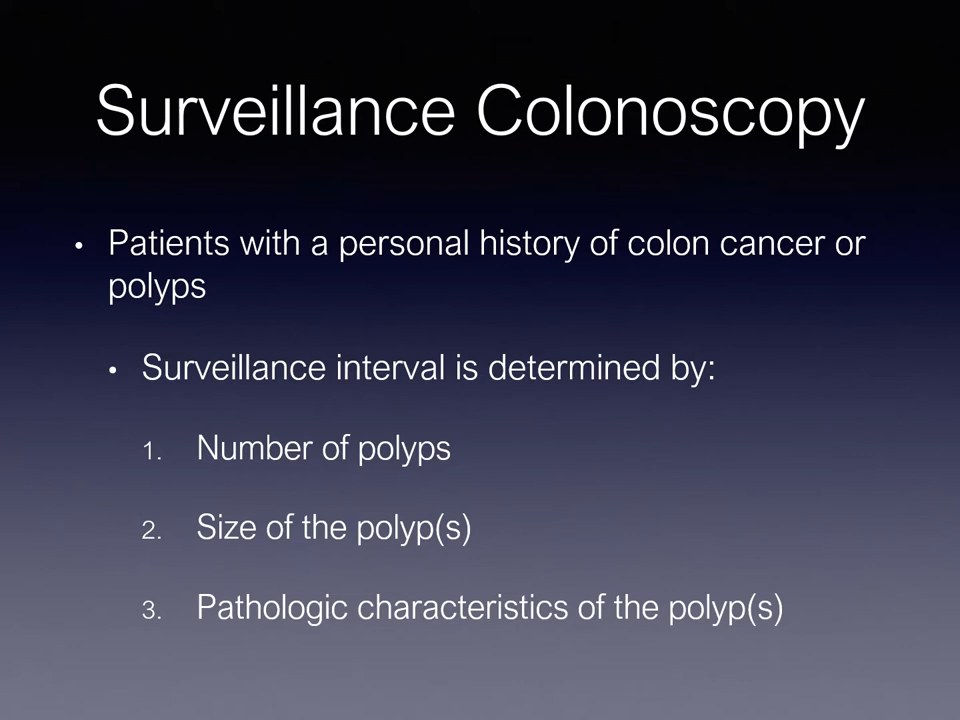 Surveillance Colonoscopy
• Patients with a personal history of colon cancer or
polyps
• Surveillance interval is determined by:
1. Number of polyps
2. Size of the polyp(s)
3. Pathologic characteristics of the polyp(s)